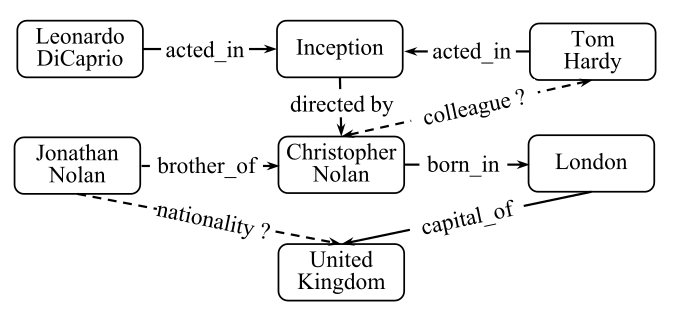 Leonardo
DiCaprio
acted_in
Inception
acted_in
Tom
Hardy
directed by
colleague ?
Jonathan
Nolan
brother_of
Christopher
Nolan
born_in
London
nationality ?
capital_of
United
Kingdom